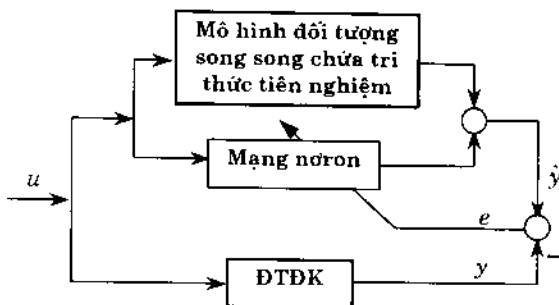 Mô hình đối tượng
song song chứa tri
thức tiên nghiệm
Mạng nơron
u
ŷ
e
ĐTĐK
y
−